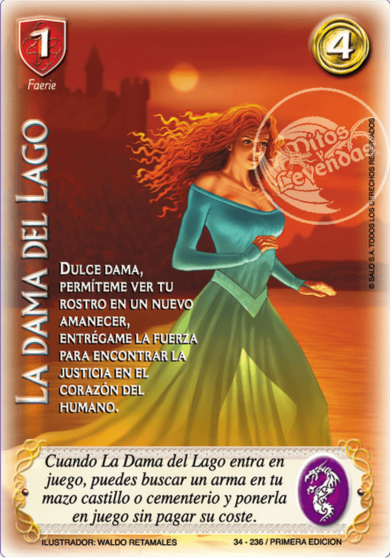 1
4
Faerie
Mitos
y
Leyendas
© SALO S.A. TODOS LOS DERECHOS RESERVADOS
LA DAMA DEL LAGO
DULCE DAMA,
PERMÍTEME VER TU
ROSTRO EN UN NUEVO
AMANECER,
ENTRÉGAME LA FUERZA
PARA ENCONTRAR LA
JUSTICIA EN EL
CORAZÓN DEL
HUMANO.
Cuando La Dama del Lago entra en
juego, puedes buscar un arma en tu
mazo castillo o cementerio y ponerla
en juego sin pagar su coste.
ILUSTRADOR: WALDO RETAMALES
34 - 236 / PRIMERA EDICION